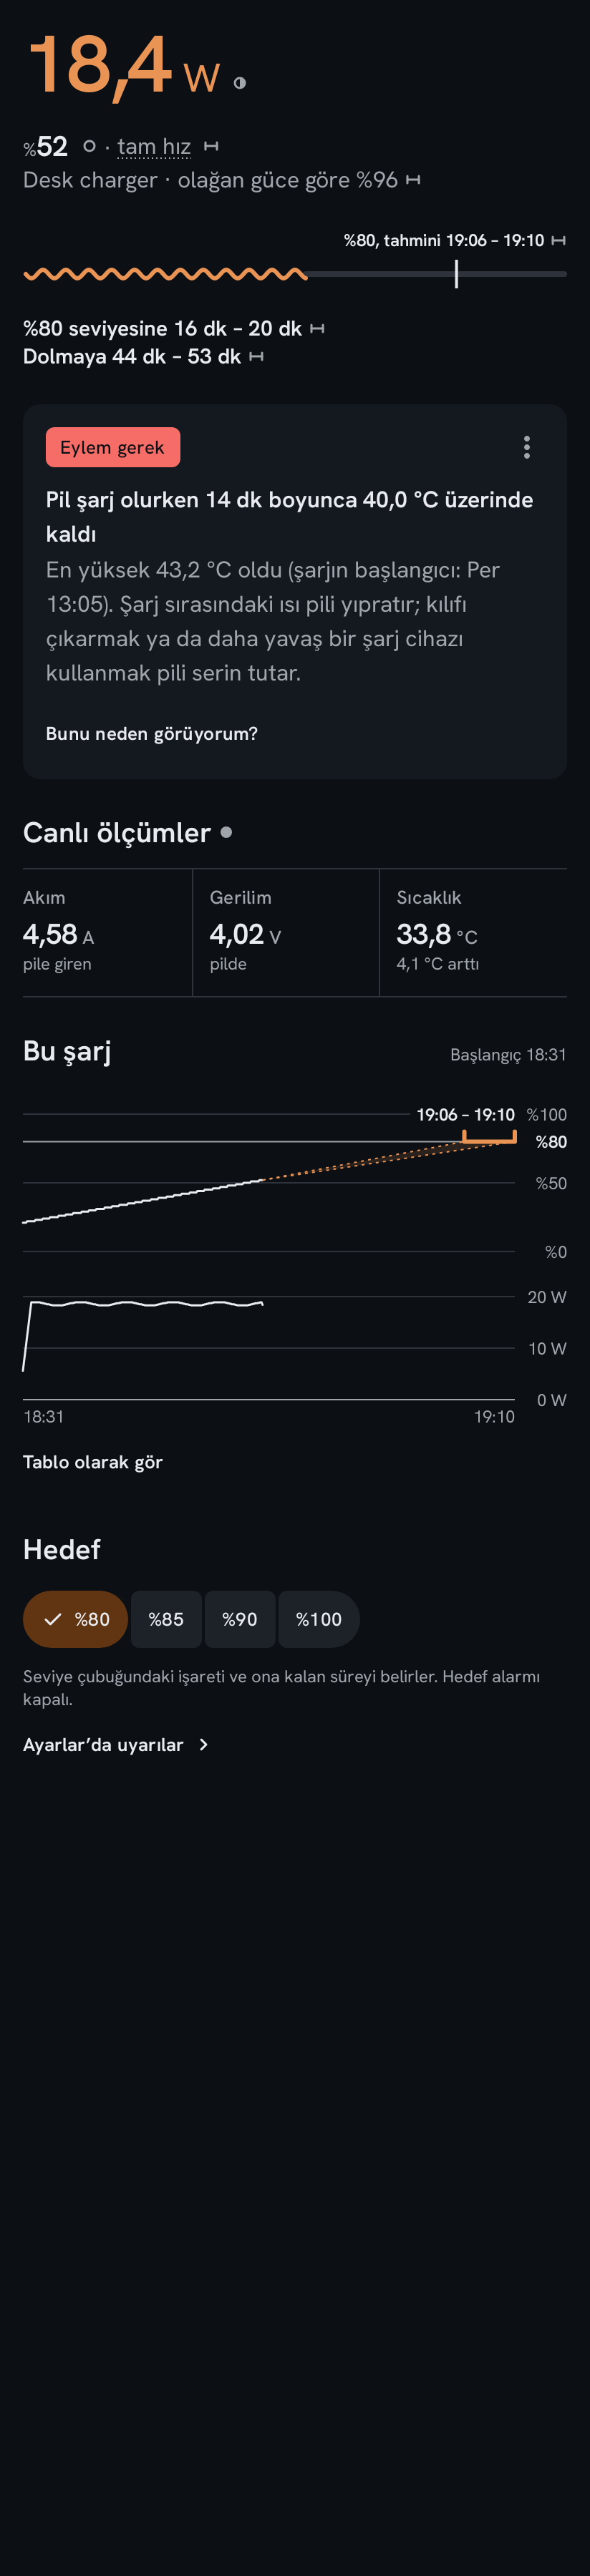 18,4 W
%52 · tam hız
Desk charger · olağan güce göre %96
%80, tahmini 19:06 – 19:10
%80 seviyesine 16 dk – 20 dk
Dolmaya 44 dk – 53 dk
Eylem gerek
Pil şarj olurken 14 dk boyunca 40,0 °C üzerinde
kaldı
En yüksek 43,2 °C oldu (şarjın başlangıcı: Per
13:05). Şarj sırasındaki ısı pili yıpratır; kılıfı
çıkarmak ya da daha yavaş bir şarj cihazı
kullanmak pili serin tutar.
Bunu neden görüyorum?
Canlı ölçümler
Akım Gerilim Sıcaklık
4,58 A 4,02 V 33,8 °C
pile giren pilde 4,1 °C arttı
Bu şarj Başlangıç 18:31
19:06 – 19:10 %100
%80
%50
%0
20 W
10 W
0 W
18:31 19:10
Tablo olarak gör
Hedef
%80 %85 %90 %100
Seviye çubuğundaki işareti ve ona kalan süreyi belirler. Hedef alarmı
kapalı.
Ayarlar’da uyarılar